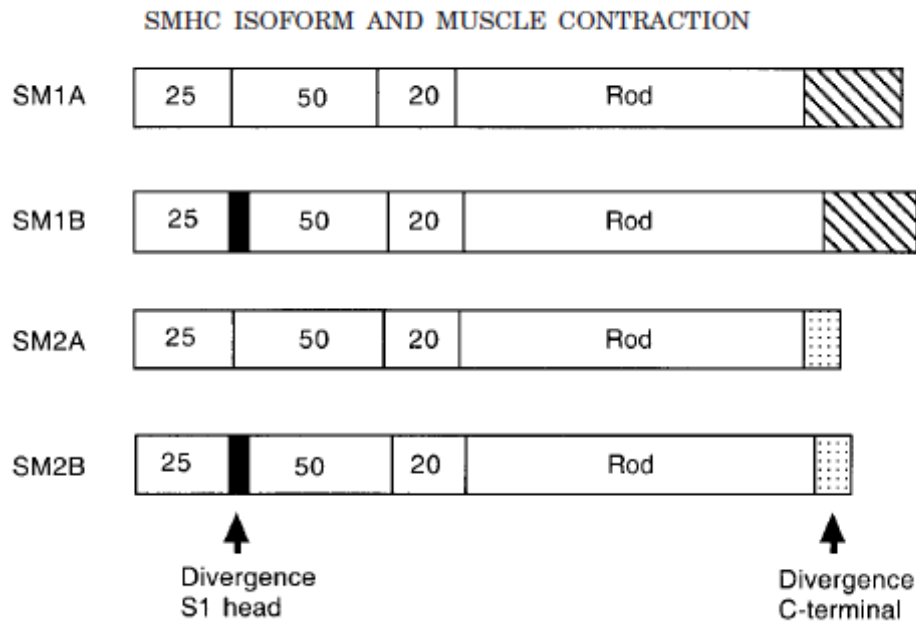 SMHC ISOFORM AND MUSCLE CONTRACTION
SM1A 25 50 20 Rod
SM1B 25 50 20 Rod
SM2A 25 50 20 Rod
SM2B 25 50 20 Rod
Divergence
S1 head
Divergence
C-terminal